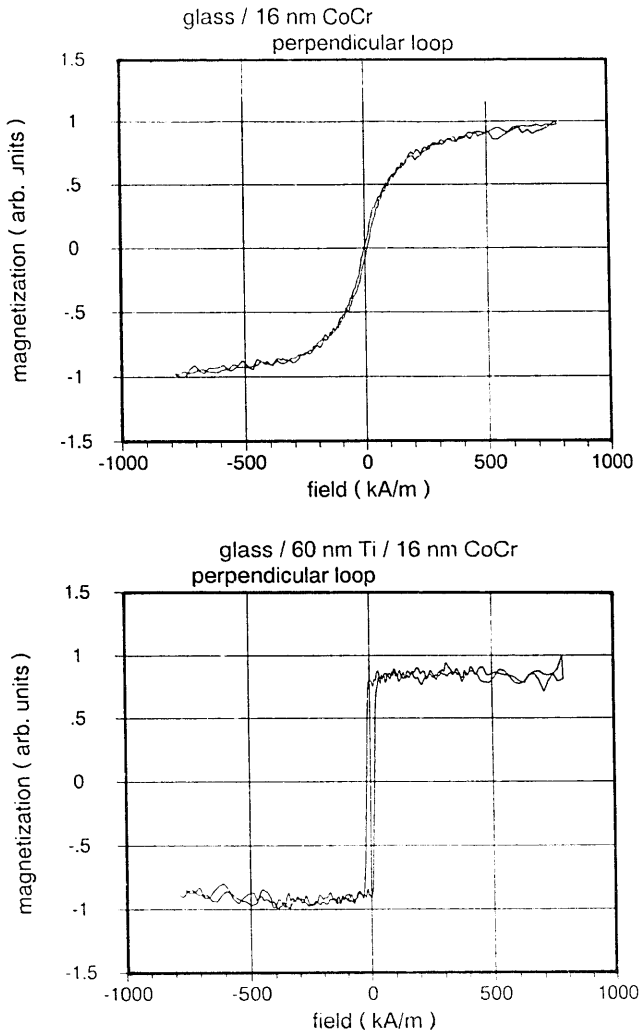 glass / 16 nm CoCr
perpendicular loop
1.5
1
.5
0
-.5
-1
-1.5
magnetization ( arb. units )
-1000 -500 0 500 1000
field ( kA/m )
glass / 60 nm Ti / 16 nm CoCr
perpendicular loop
1.5
1
.5
0
-.5
-1
-1.5
magnetization ( arb. units )
-1000 -500 0 500 1000
field ( kA/m )